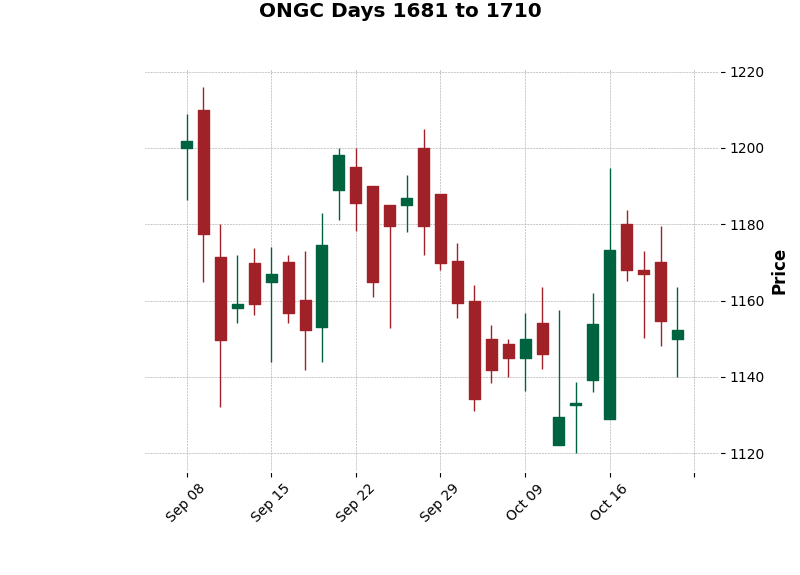 ONGC Days 1681 to 1710
1220
1200
1180
1160
1140
1120
Price
Sep 08
Sep 15
Sep 22
Sep 29
Oct 09
Oct 16